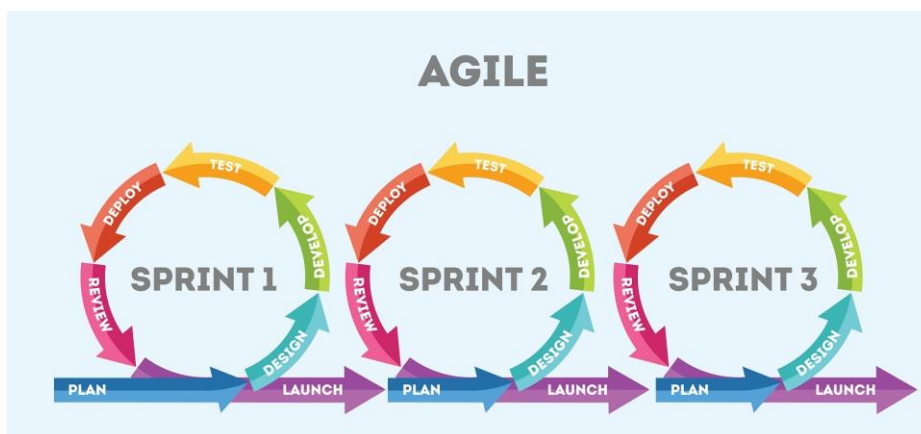 AGILE
TEST
TEST
TEST
DEPLOY
DEPLOY
DEPLOY
DEVELOP
DEVELOP
DEVELOP
SPRINT 1
SPRINT 2
SPRINT 3
REVIEW
REVIEW
REVIEW
DESIGN
DESIGN
DESIGN
PLAN
LAUNCH
PLAN
LAUNCH
PLAN
LAUNCH